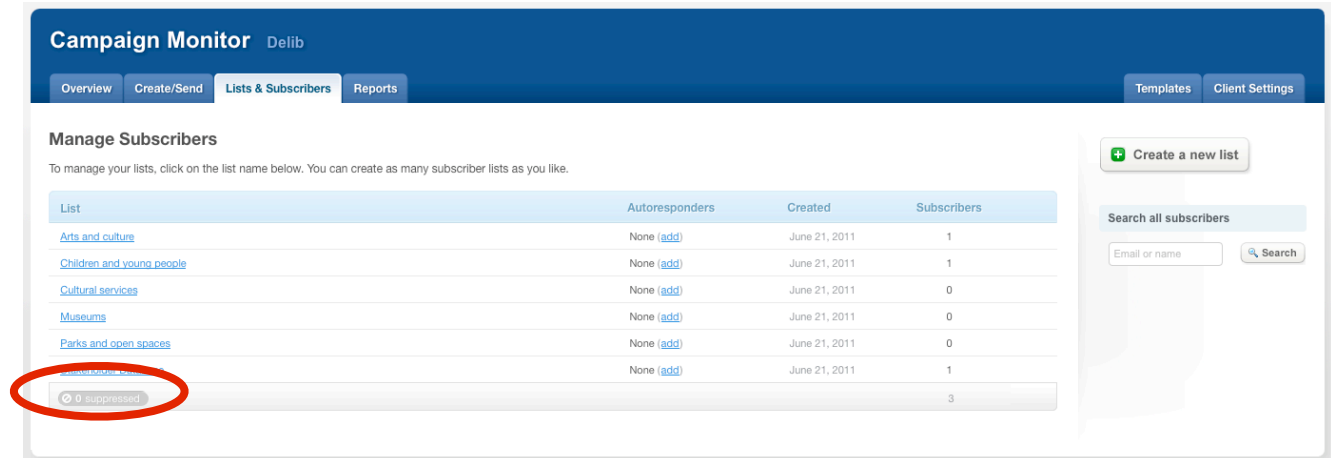 Campaign Monitor Delib
Overview Create/Send Lists & Subscribers Reports Templates Client Settings
Manage Subscribers
To manage your lists, click on the list name below. You can create as many subscriber lists as you like.
Create a new list
List Autoresponders Created Subscribers
Arts and culture None (add) June 21, 2011 1
Children and young people None (add) June 21, 2011 1
Cultural services None (add) June 21, 2011 0
Museums None (add) June 21, 2011 0
Parks and open spaces None (add) June 21, 2011 0
None (add) June 21, 2011 1
0 suppressed 3
Search all subscribers
Email or name Search